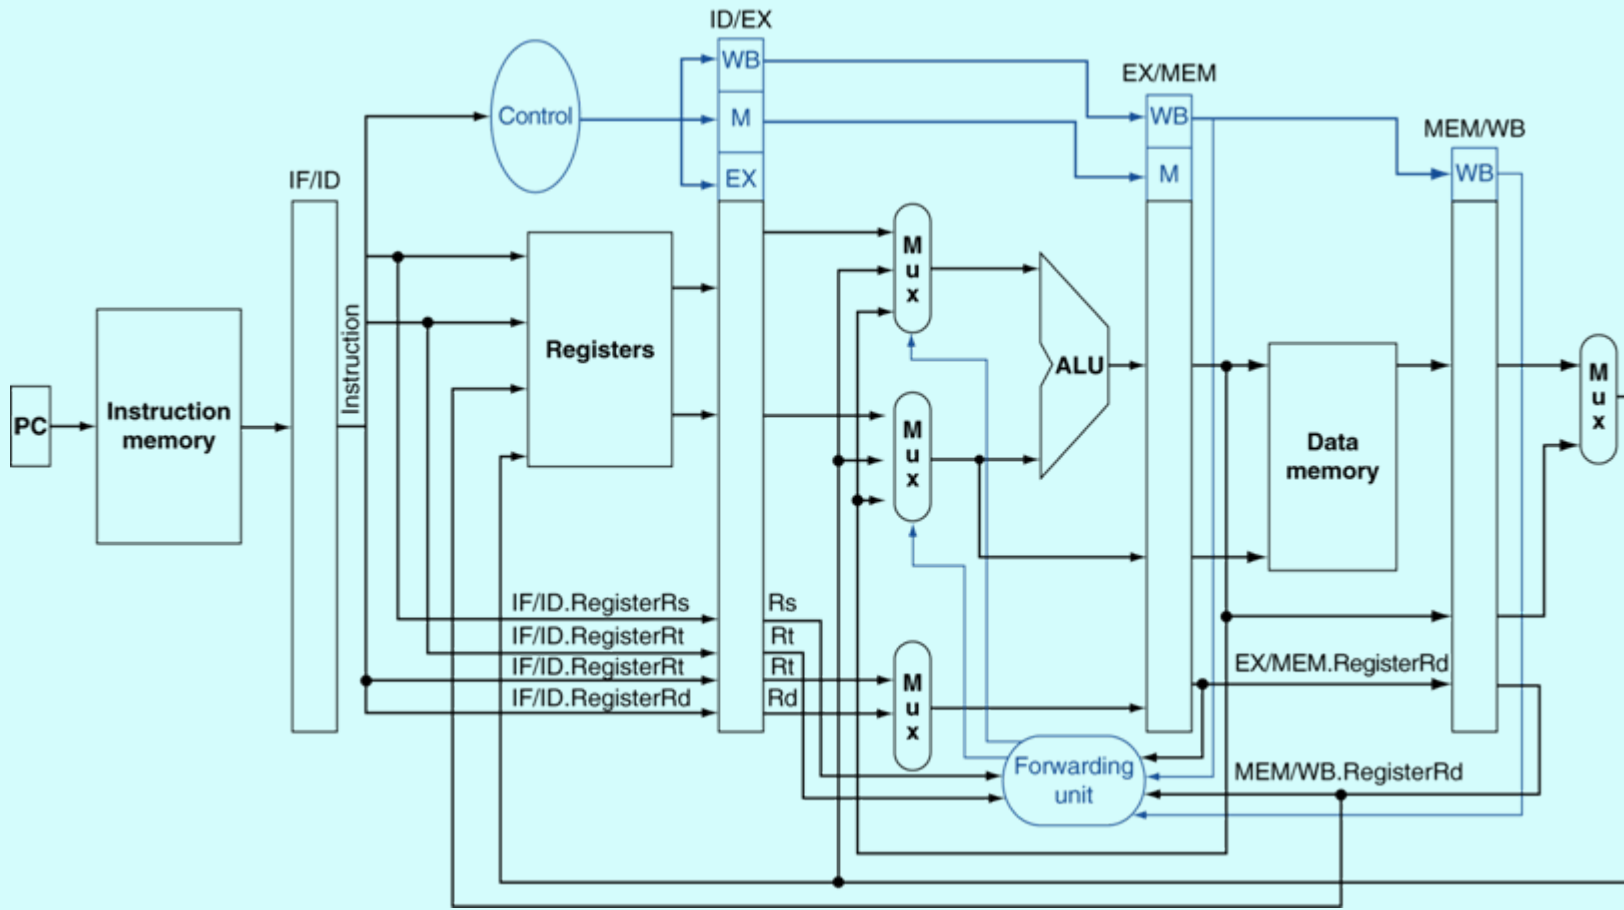 ID/EX
WB
M
EX
Control
EX/MEM
WB
M
MEM/WB
WB
IF/ID
Instruction
PC
Instruction
memory
Registers
M
u
x
M
u
x
ALU
Data
memory
M
u
x
IF/ID.RegisterRs
IF/ID.RegisterRt
IF/ID.RegisterRt
IF/ID.RegisterRd
Rs
Rt
Rt
Rd
M
u
x
EX/MEM.RegisterRd
Forwarding
unit
MEM/WB.RegisterRd